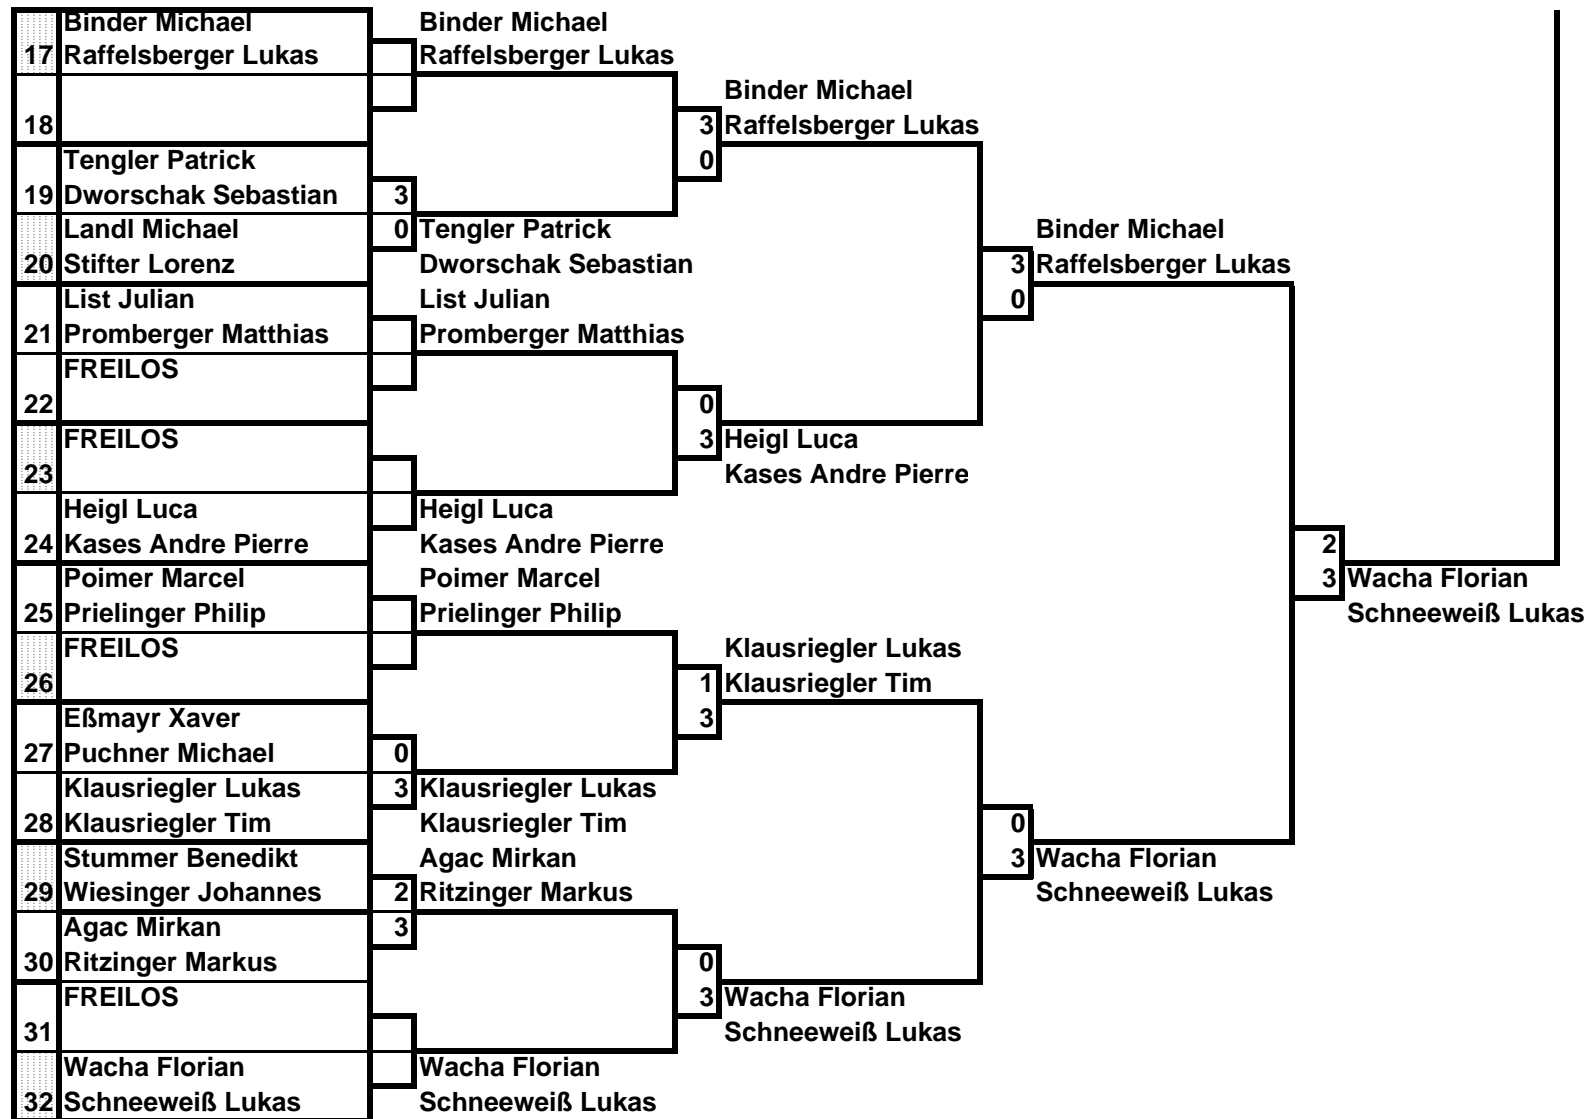 Binder Michael Binder Michael
17 Raffelsberger Lukas Raffelsberger Lukas
Binder Michael
18 3 Raffelsberger Lukas
Tengler Patrick 0
19 Dworschak Sebastian 3
Landl Michael 0 Tengler Patrick Binder Michael
20 Stifter Lorenz Dworschak Sebastian 3 Raffelsberger Lukas
List Julian List Julian 0
21 Promberger Matthias Promberger Matthias
FREILOS
22 0
FREILOS 3 Heigl Luca
23 Kases Andre Pierre
Heigl Luca Heigl Luca
24 Kases Andre Pierre Kases Andre Pierre 2
Poimer Marcel Poimer Marcel 3 Wacha Florian
25 Prielinger Philip Prielinger Philip Schneeweiß Lukas
FREILOS Klausriegler Lukas
26 1 Klausriegler Tim
Eßmayr Xaver 3
27 Puchner Michael 0
Klausriegler Lukas 3 Klausriegler Lukas
28 Klausriegler Tim Klausriegler Tim 0
Stummer Benedikt Agac Mirkan 3 Wacha Florian
29 Wiesinger Johannes 2 Ritzinger Markus Schneeweiß Lukas
Agac Mirkan 3
30 Ritzinger Markus 0
FREILOS 3 Wacha Florian
31 Schneeweiß Lukas
Wacha Florian Wacha Florian
32 Schneeweiß Lukas Schneeweiß Lukas